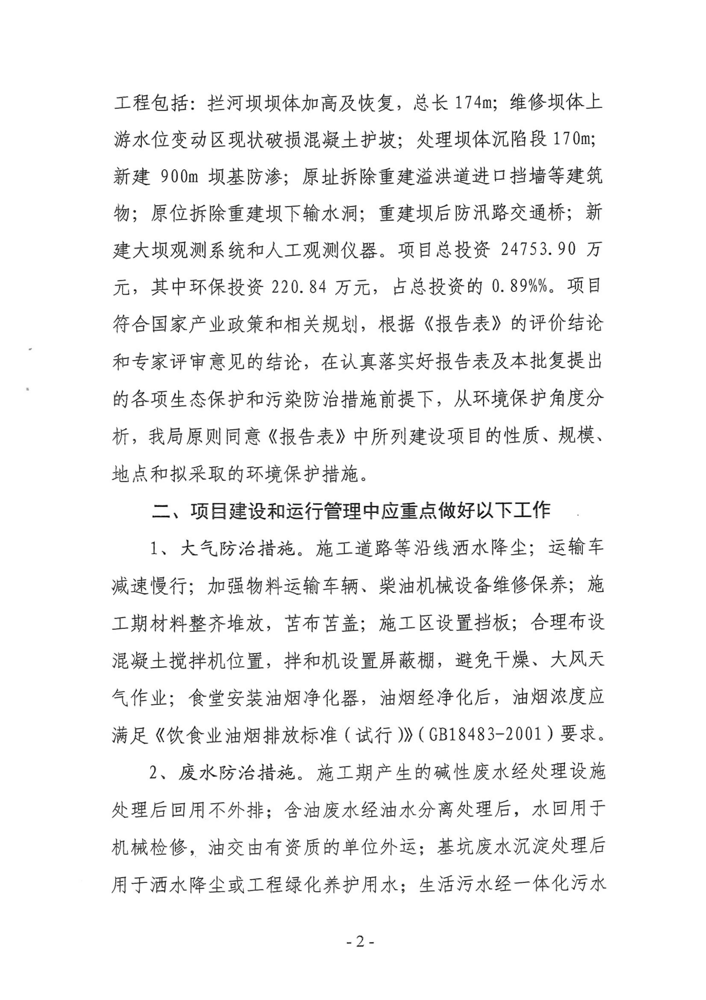 工程包括：拦河坝坝体加高及恢复，总长174m；维修坝体上
游水位变动区现状破损混凝土护坡；处理坝体沉陷段170m;
新建 900m 坝基防渗；原址拆除重建溢洪道进口挡墙等建筑
物；原位拆除重建坝下输水洞；重建坝后防汛路交通桥；新
建大坝观测系统和人工观测仪器。项目总投资 24753.90 万
元，其中环保投资 220.84 万元，占总投资的 0.89%%。项目
符合国家产业政策和相关规划，根据《报告表》的评价结论
和专家评审意见的结论，在认真落实好报告表及本批复提出
的各项生态保护和污染防治措施前提下，从环境保护角度分
析，我局原则同意《报告表》中所列建设项目的性质、规模、
地点和拟采取的环境保护措施。
二、项目建设和运行管理中应重点做好以下工作
1、大气防治措施。施工道路等沿线洒水降尘；运输车
减速慢行；加强物料运输车辆、柴油机械设备维修保养；施
工期材料整齐堆放，苫布苫盖；施工区设置挡板；合理布设
混凝土搅拌机位置，拌和机设置屏蔽棚，避免干燥、大风天
气作业；食堂安装油烟净化器，油烟经净化后，油烟浓度应
满足《饮食业油烟排放标准（试行）》（GB18483-2001）要求。
2、废水防治措施。施工期产生的碱性废水经处理设施
处理后回用不外排；含油废水经油水分离处理后，水回用于
机械检修，油交由有资质的单位外运；基坑废水沉淀处理后
用于洒水降尘或工程绿化养护用水；生活污水经一体化污水
- 2 -